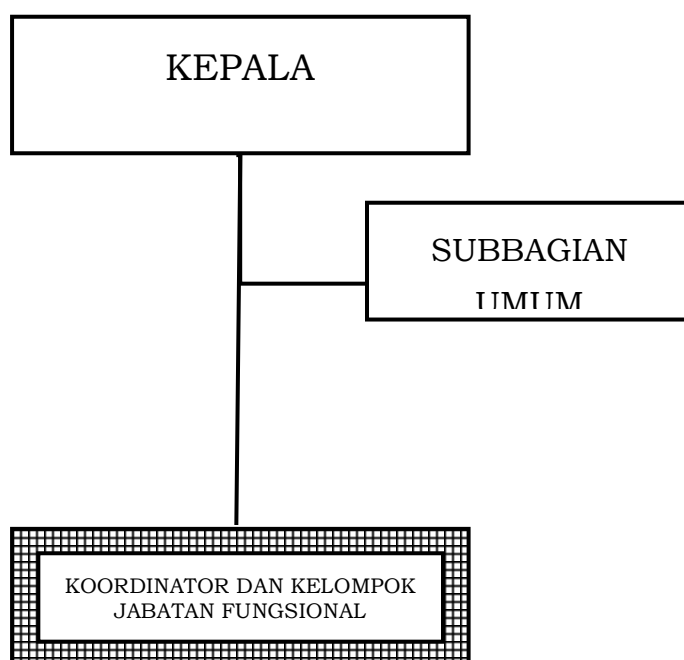 KEPALA
SUBBAGIAN
UMUM
KOORDINATOR DAN KELOMPOK
JABATAN FUNGSIONAL